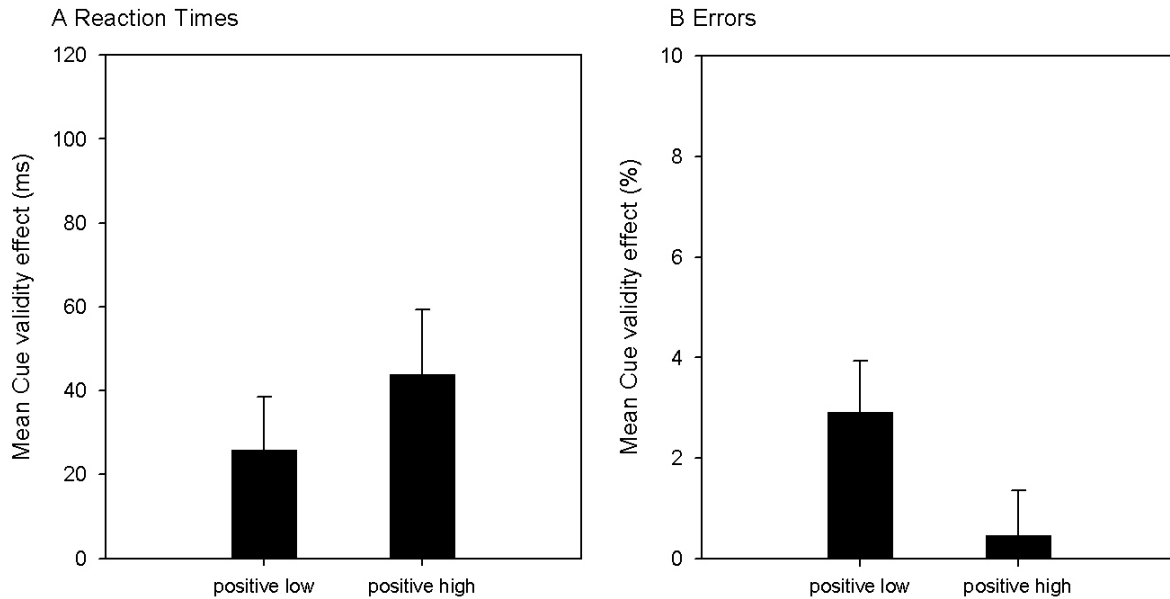 A Reaction Times
Mean Cue validity effect (ms)
120
100
80
60
40
20
0
positive low positive high
B Errors
Mean Cue validity effect (%)
10
8
6
4
2
0
positive low positive high